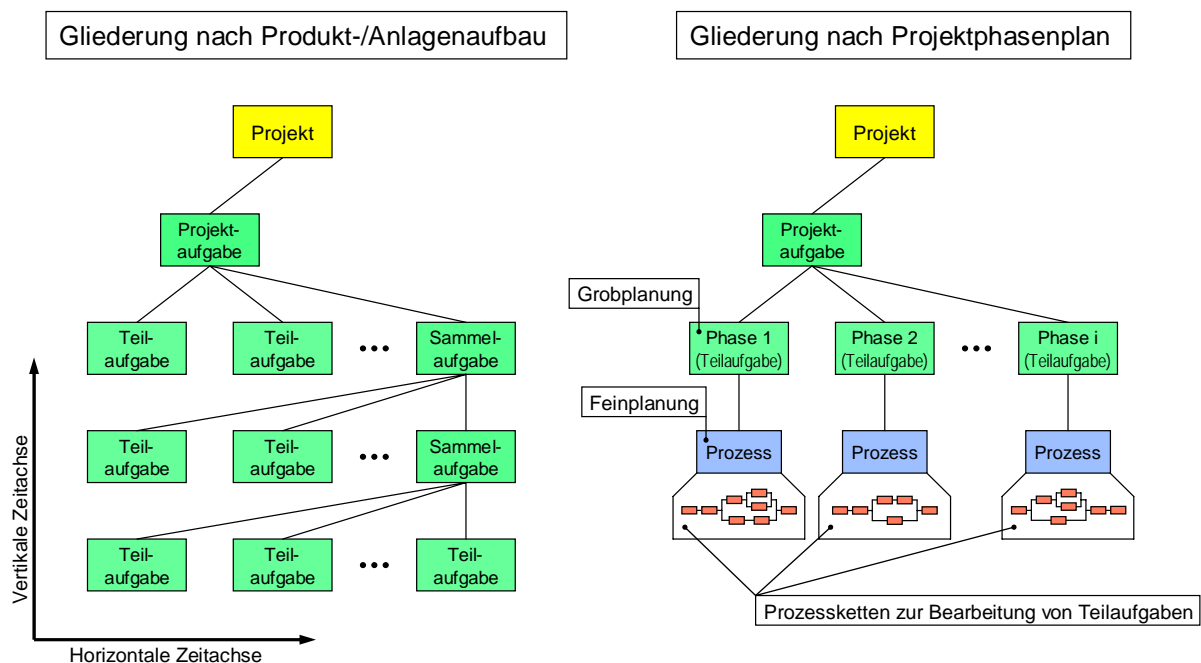 Gliederung nach Produkt-/Anlagenaufbau
Projekt
Projekt-
aufgabe
Teil-
aufgabe
Teil-
aufgabe
Sammel-
aufgabe
Teil-
aufgabe
Teil-
aufgabe
Sammel-
aufgabe
Teil-
aufgabe
Teil-
aufgabe
Teil-
aufgabe
Vertikale Zeitachse
Horizontale Zeitachse
Gliederung nach Projektphasenplan
Projekt
Projekt-
aufgabe
Grobplanung
Phase 1
(Teilaufgabe)
Phase 2
(Teilaufgabe)
Phase i
(Teilaufgabe)
Feinplanung
Prozess
Prozess
Prozess
Prozessketten zur Bearbeitung von Teilaufgaben